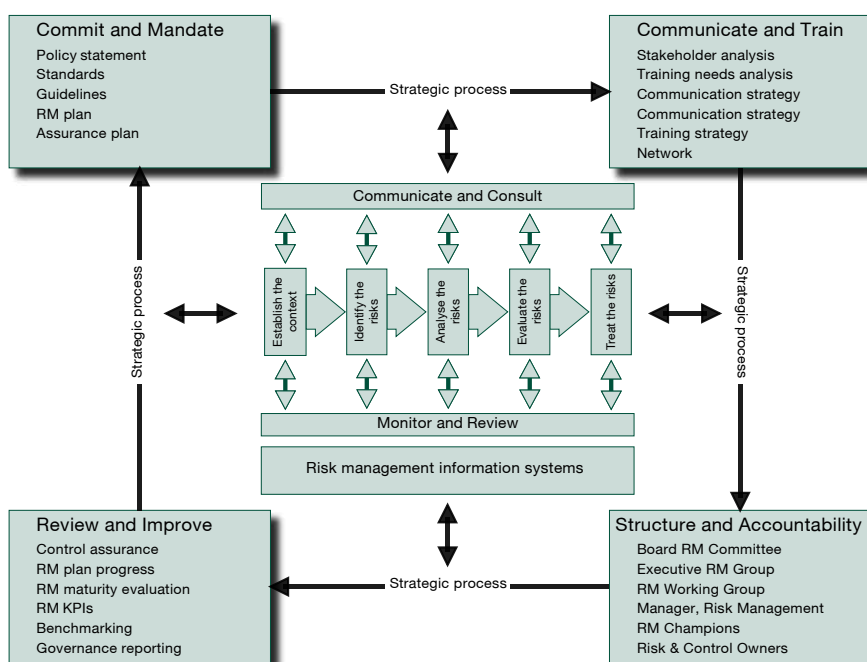 Commit and Mandate
Policy statement
Standards
Guidelines
RM plan
Assurance plan
Strategic process
Communicate and Train
Stakeholder analysis
Training needs analysis
Communication strategy
Communication strategy
Training strategy
Network
Communicate and Consult
Strategic process
Establish the
context
Identify the
risks
Analyse the
risks
Evaluate the
risks
Treat the risks
Strategic process
Monitor and Review
Risk management information systems
Review and Improve
Control assurance
RM plan progress
RM maturity evaluation
RM KPIs
Benchmarking
Governance reporting
Strategic process
Structure and Accountability
Board RM Committee
Executive RM Group
RM Working Group
Manager, Risk Management
RM Champions
Risk & Control Owners